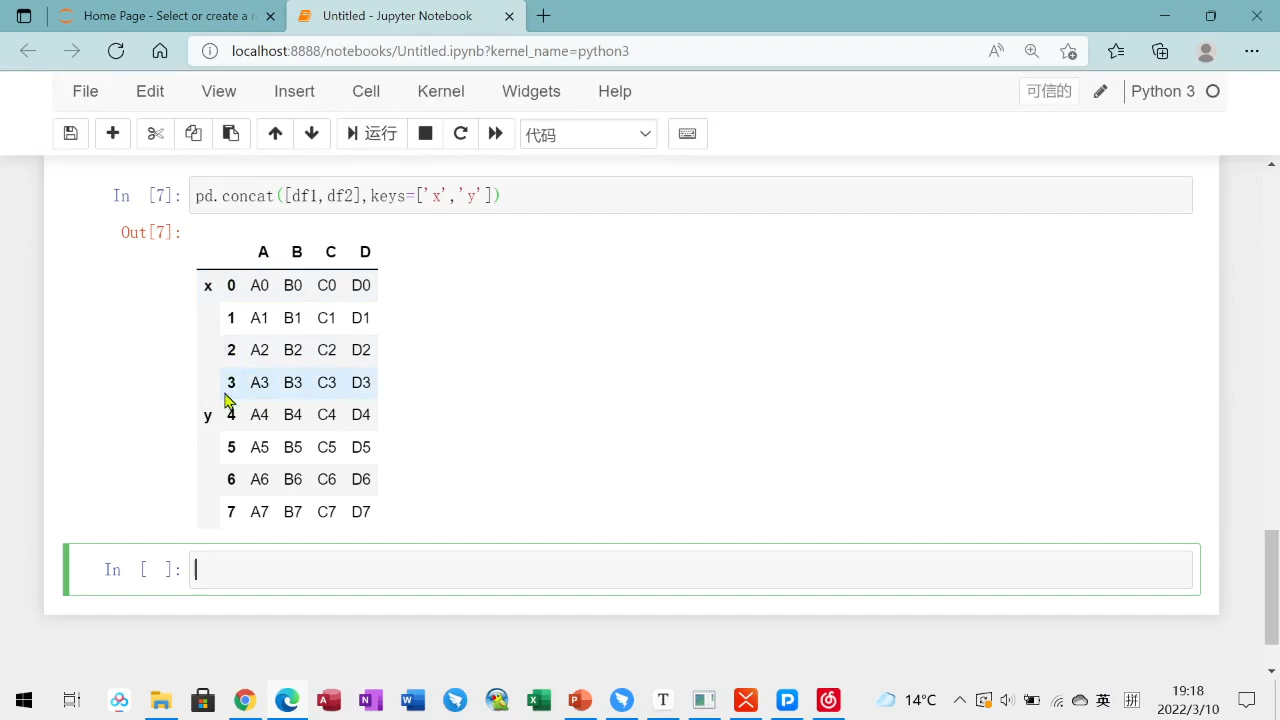 Home Page - Select or create a n
Untitled - Jupyter Notebook
localhost:8888/notebooks/Untitled.ipynb?kernel_name=python3
File Edit View Insert Cell Kernel Widgets Help 可信的 Python 3
运行 代码
In [7]: pd.concat([df1,df2],keys=['x','y'])
Out[7]:
A B C D
x 0 A0 B0 C0 D0
1 A1 B1 C1 D1
2 A2 B2 C2 D2
3 A3 B3 C3 D3
y 4 A4 B4 C4 D4
5 A5 B5 C5 D5
6 A6 B6 C6 D6
7 A7 B7 C7 D7
In [ ]:
14°C 英 拼 19:18
2022/3/10